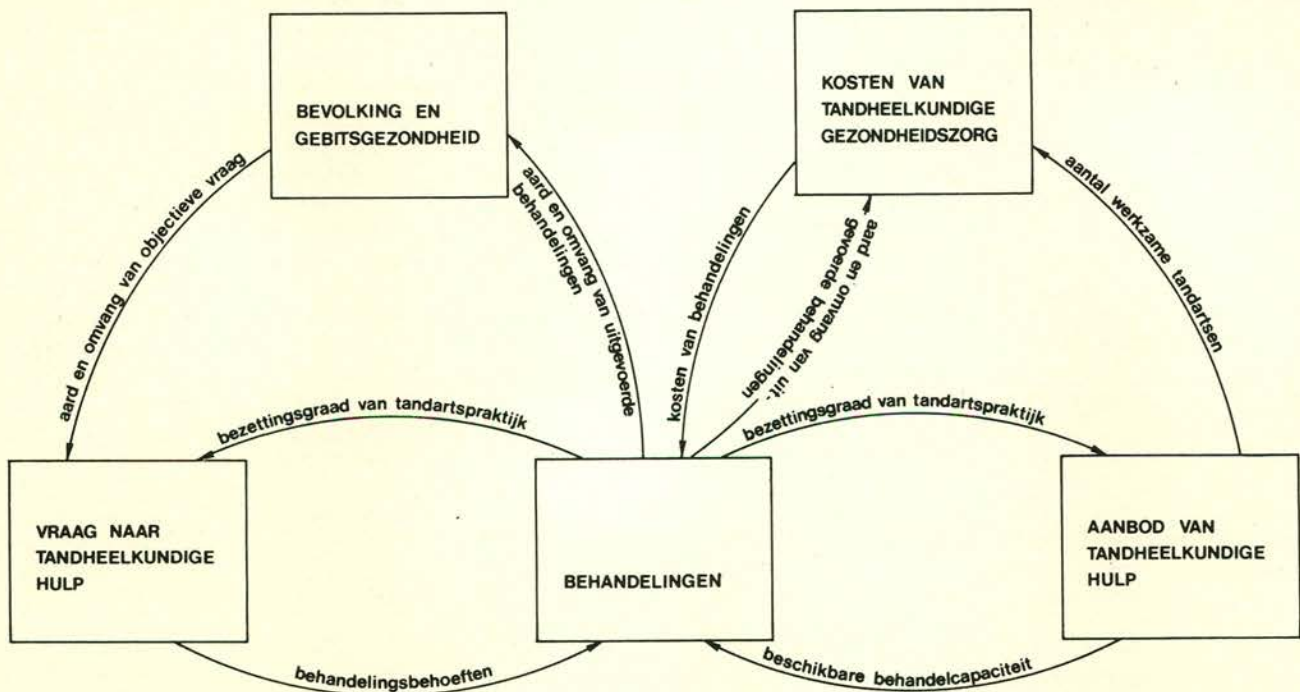 BEVOLKING EN
GEBITSGEZONDHEID
KOSTEN VAN
TANDHEELKUNDIGE
GEZONDHEIDSZORG
aard en omvang van objectieve vraag
aard en omvang van uitgevoerde
behandelingen
kosten van behandelingen
aard en omvang van uit-
gevoerde behandelingen
aantal werkzame tandartsen
bezettingsgraad van tandartspraktijk
bezettingsgraad van tandartspraktijk
VRAAG NAAR
TANDHEELKUNDIGE
HULP
BEHANDELINGEN
AANBOD VAN
TANDHEELKUNDIGE
HULP
behandelingsbehoeften
beschikbare behandelcapaciteit